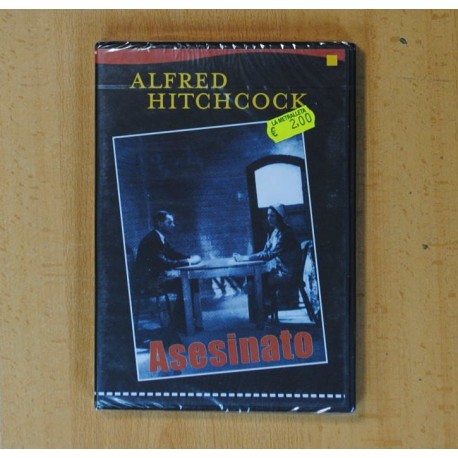 ALFRED
HITCHCOCK
LA METRALLETA
€ 2.00
Asesinato